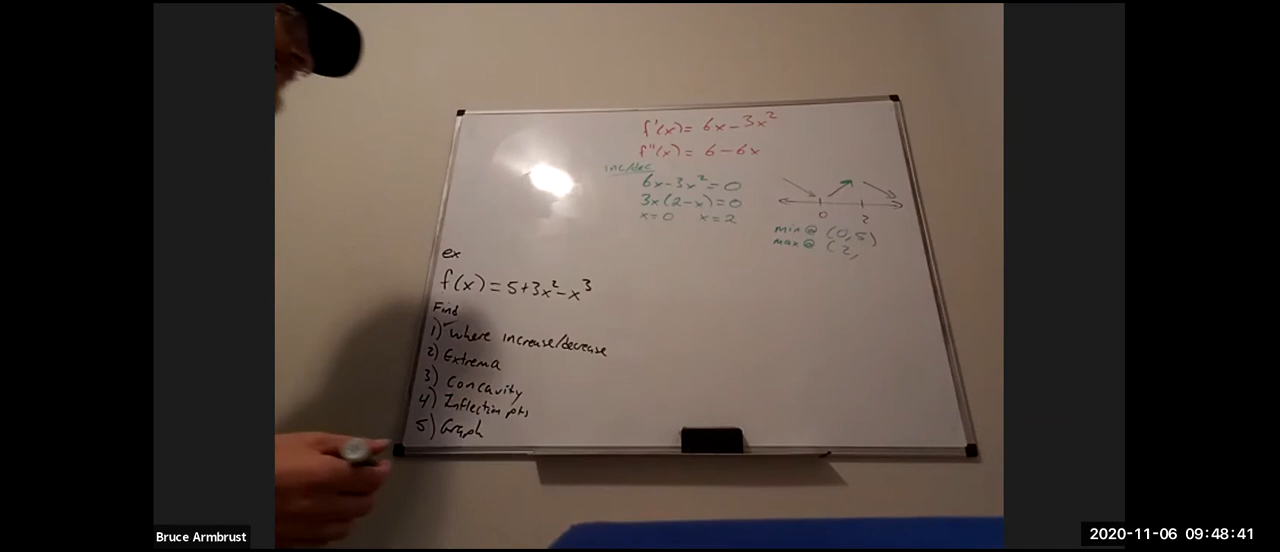 f'(x) = 6x - 3x²
f"(x) = 6 - 6x
inc/dec
6x - 3x² = 0
3x(2 - x) = 0
x = 0 x = 2
0 2
min @ (0, 5)
max @ (2,
ex
f(x) = 5 + 3x² - x³
Find
1) where increase/decrease
2) Extrema
3) Concavity
4) Inflection pts
5) Graph
Bruce Armbrust
2020-11-06 09:48:41